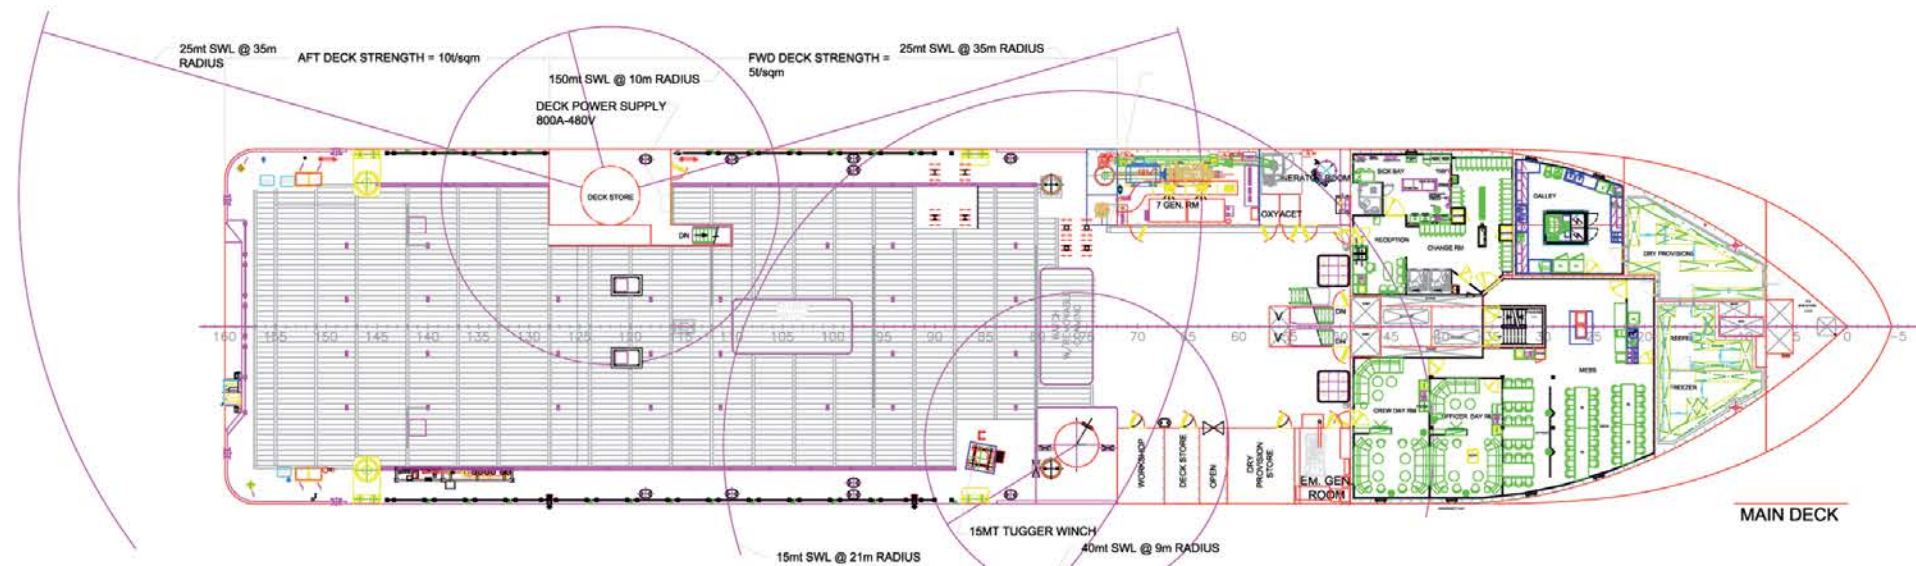 25mt SWL @ 35m
RADIUS
AFT DECK STRENGTH = 10t/sqm
150mt SWL @ 10m RADIUS
DECK POWER SUPPLY
800A-480V
FWD DECK STRENGTH =
5t/sqm
25mt SWL @ 35m RADIUS
DECK STORE
DN
7 GEN. RM
OXY
ACET
SICK BAY
RECEPTION
CHANGE RM
GALLEY
DRY PROVISIONS
DN
DN
160 155 150 145 140 135 130 125 120 115 110 105 100 95 90 85 80 70 60 45 35 30 20 5 0 -5
MESS
FREEZER
CREW DAY RM
OFFICER DAY RM
E
WORKSHOP
DECK STORE
OPEN
DRY
PROVISION
STORE
EM. GEN
ROOM
MAIN DECK
15MT TUGGER WINCH
40mt SWL @ 9m RADIUS
15mt SWL @ 21m RADIUS